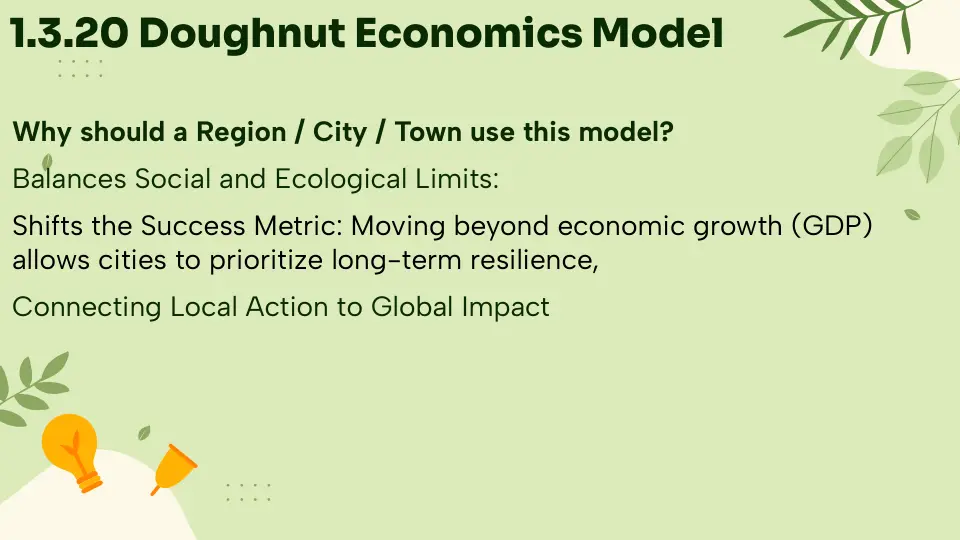 1.3.20 Doughnut Economics Model
Why should a Region / City / Town use this model?
Balances Social and Ecological Limits:
Shifts the Success Metric: Moving beyond economic growth (GDP)
allows cities to prioritize long-term resilience,
Connecting Local Action to Global Impact